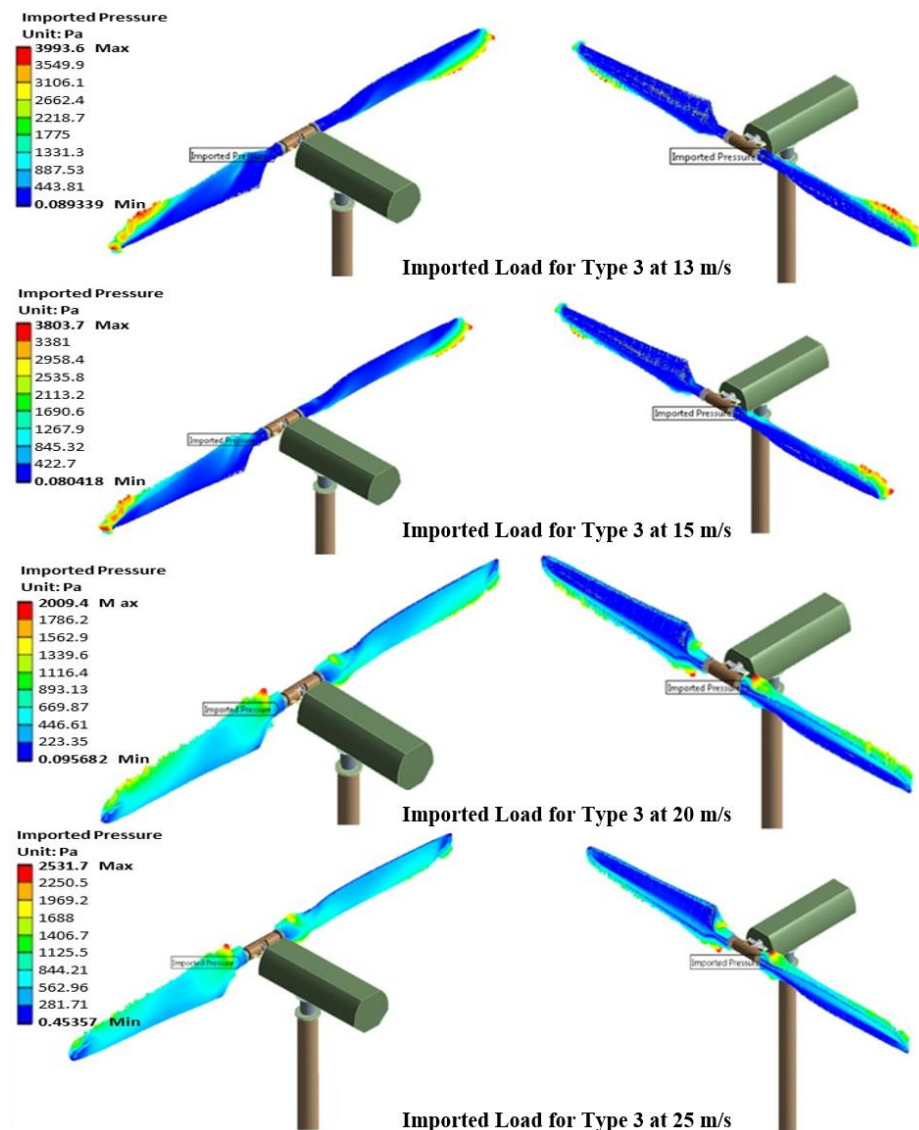 Imported Pressure
Unit: Pa
3993.6 Max
3549.9
3106.1
2662.4
2218.7
1775
1331.3
887.53
443.81
0.089339 Min
Imported Pressure
Imported Pressure
Imported Load for Type 3 at 13 m/s
Imported Pressure
Unit: Pa
3803.7 Max
3381
2958.4
2535.8
2113.2
1690.6
1267.9
845.32
422.7
0.080418 Min
Imported Pressure
Imported Pressure
Imported Load for Type 3 at 15 m/s
Imported Pressure
Unit: Pa
2009.4 M ax
1786.2
1562.9
1339.6
1116.4
893.13
669.87
446.61
223.35
0.095682 Min
Imported Pressure
Imported Pressure
Imported Load for Type 3 at 20 m/s
Imported Pressure
Unit: Pa
2531.7 Max
2250.5
1969.2
1688
1406.7
1125.5
844.21
562.96
281.71
0.45357 Min
Imported Pressure
Imported Pressure
Imported Load for Type 3 at 25 m/s